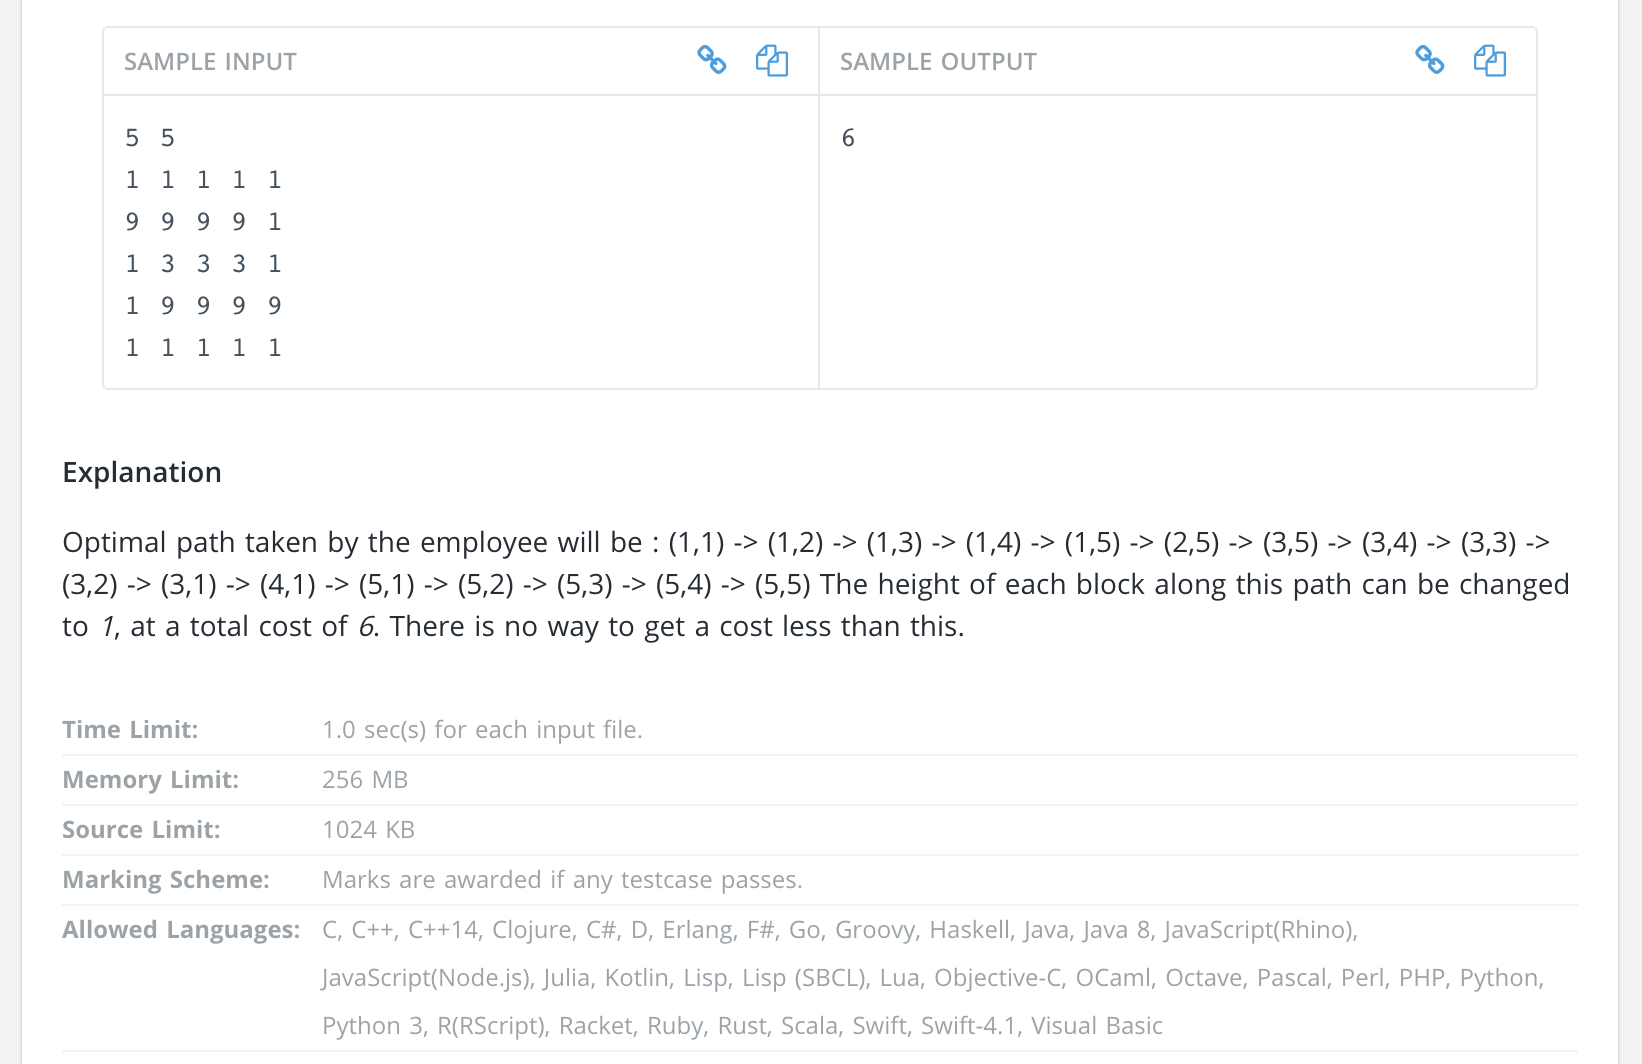 SAMPLE INPUT
SAMPLE OUTPUT
5 5
1 1 1 1 1
9 9 9 9 1
1 3 3 3 1
1 9 9 9 9
1 1 1 1 1
6
Explanation
Optimal path taken by the employee will be : (1,1) -> (1,2) -> (1,3) -> (1,4) -> (1,5) -> (2,5) -> (3,5) -> (3,4) -> (3,3) ->
(3,2) -> (3,1) -> (4,1) -> (5,1) -> (5,2) -> (5,3) -> (5,4) -> (5,5) The height of each block along this path can be changed
to 1, at a total cost of 6. There is no way to get a cost less than this.
Time Limit: 1.0 sec(s) for each input file.
Memory Limit: 256 MB
Source Limit: 1024 KB
Marking Scheme: Marks are awarded if any testcase passes.
Allowed Languages: C, C++, C++14, Clojure, C#, D, Erlang, F#, Go, Groovy, Haskell, Java, Java 8, JavaScript(Rhino),
JavaScript(Node.js), Julia, Kotlin, Lisp, Lisp (SBCL), Lua, Objective-C, OCaml, Octave, Pascal, Perl, PHP, Python,
Python 3, R(RScript), Racket, Ruby, Rust, Scala, Swift, Swift-4.1, Visual Basic